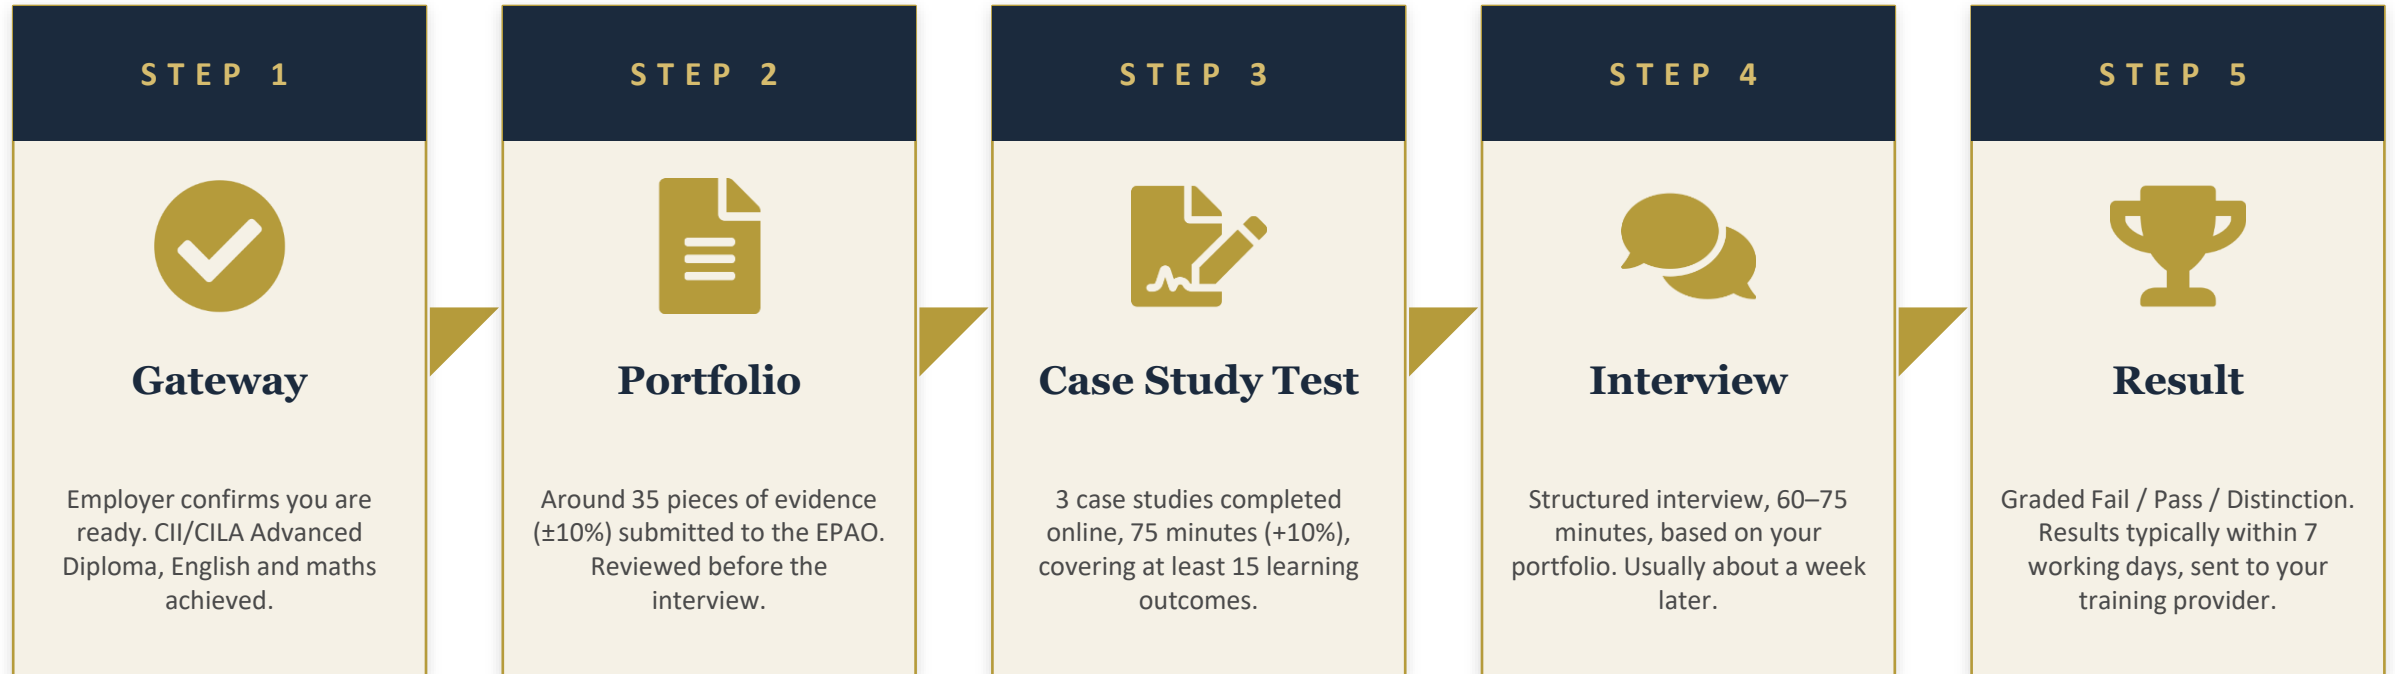 STEP 1
Gateway
Employer confirms you are
ready. CII/CILA Advanced
Diploma, English and maths
achieved.
STEP 2
Portfolio
Around 35 pieces of evidence
(±10%) submitted to the EPAO.
Reviewed before the
interview.
STEP 3
Case Study Test
3 case studies completed
online, 75 minutes (+10%),
covering at least 15 learning
outcomes.
STEP 4
Interview
Structured interview, 60–75
minutes, based on your
portfolio. Usually about a week
later.
STEP 5
Result
Graded Fail / Pass / Distinction.
Results typically within 7
working days, sent to your
training provider.